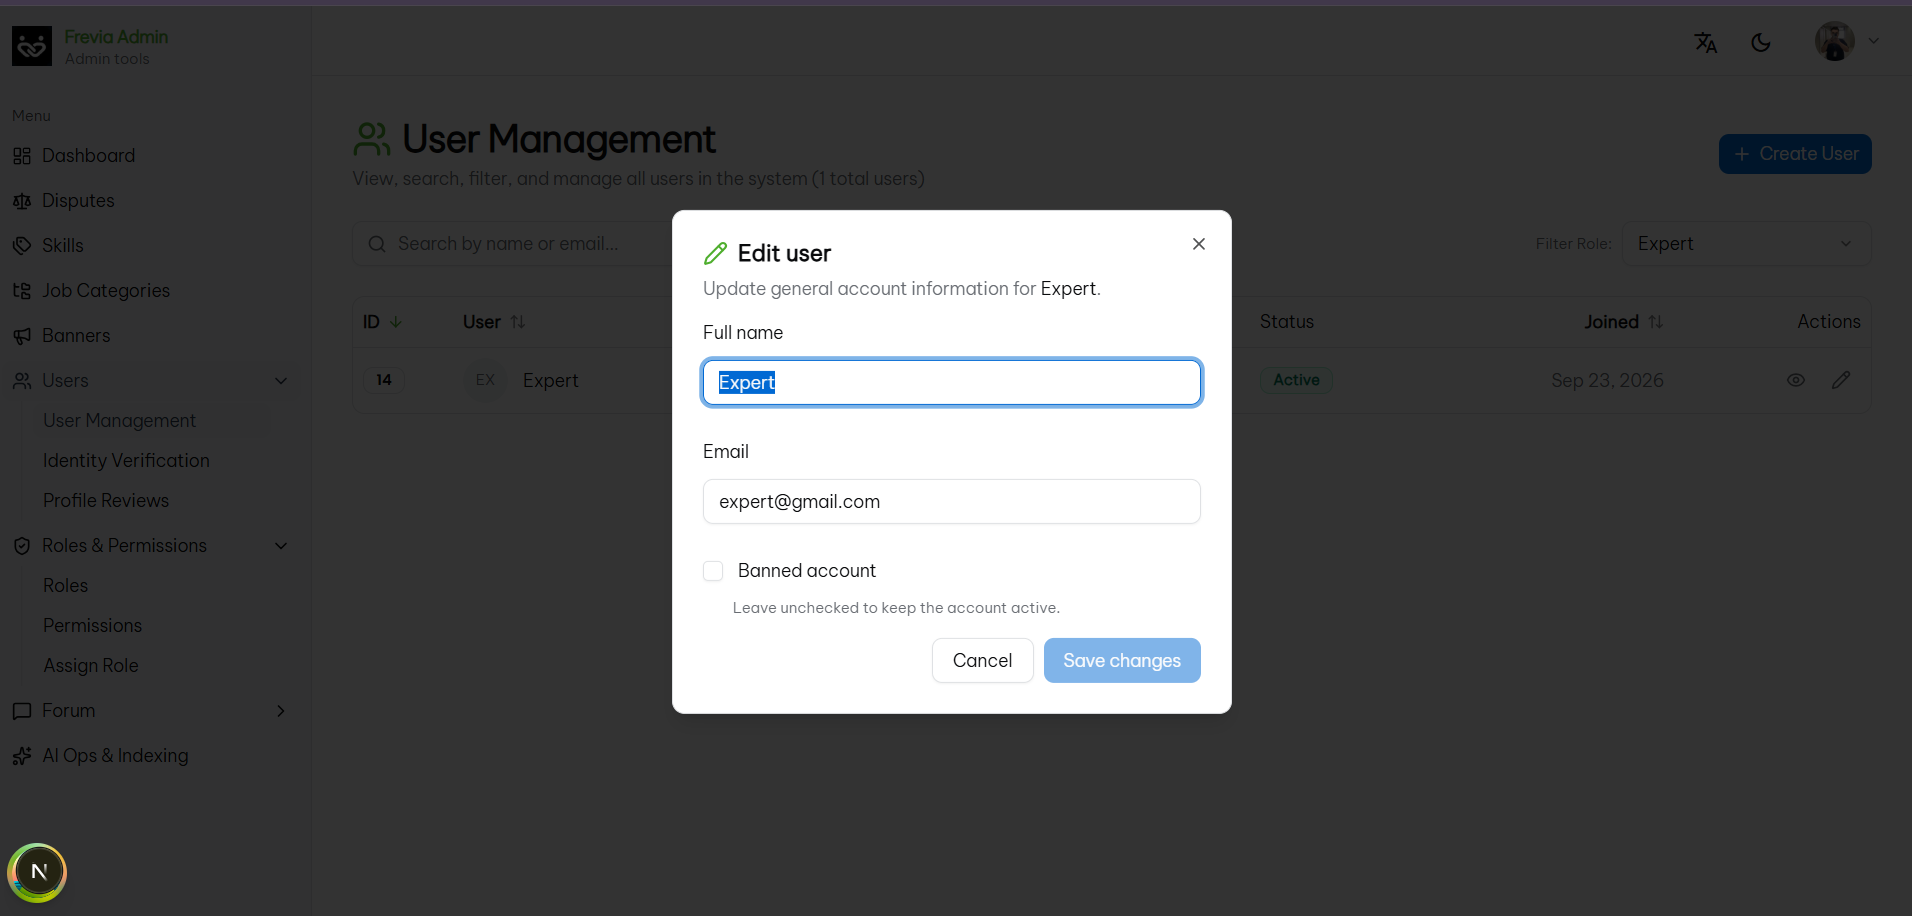 Frevia Admin
Admin tools
Menu
Dashboard
Disputes
Skills
Job Categories
Banners
Users
User Management
Identity Verification
Profile Reviews
Roles & Permissions
Roles
Permissions
Assign Role
Forum
AI Ops & Indexing
N
User Management
View, search, filter, and manage all users in the system (1 total users)
Create User
Search by name or email...
Filter Role:
Expert
ID
User
Status
Joined
Actions
14
EX
Expert
Active
Sep 23, 2026
Edit user
Update general account information for Expert.
Full name
Expert
Email
expert@gmail.com
Banned account
Leave unchecked to keep the account active.
Cancel
Save changes